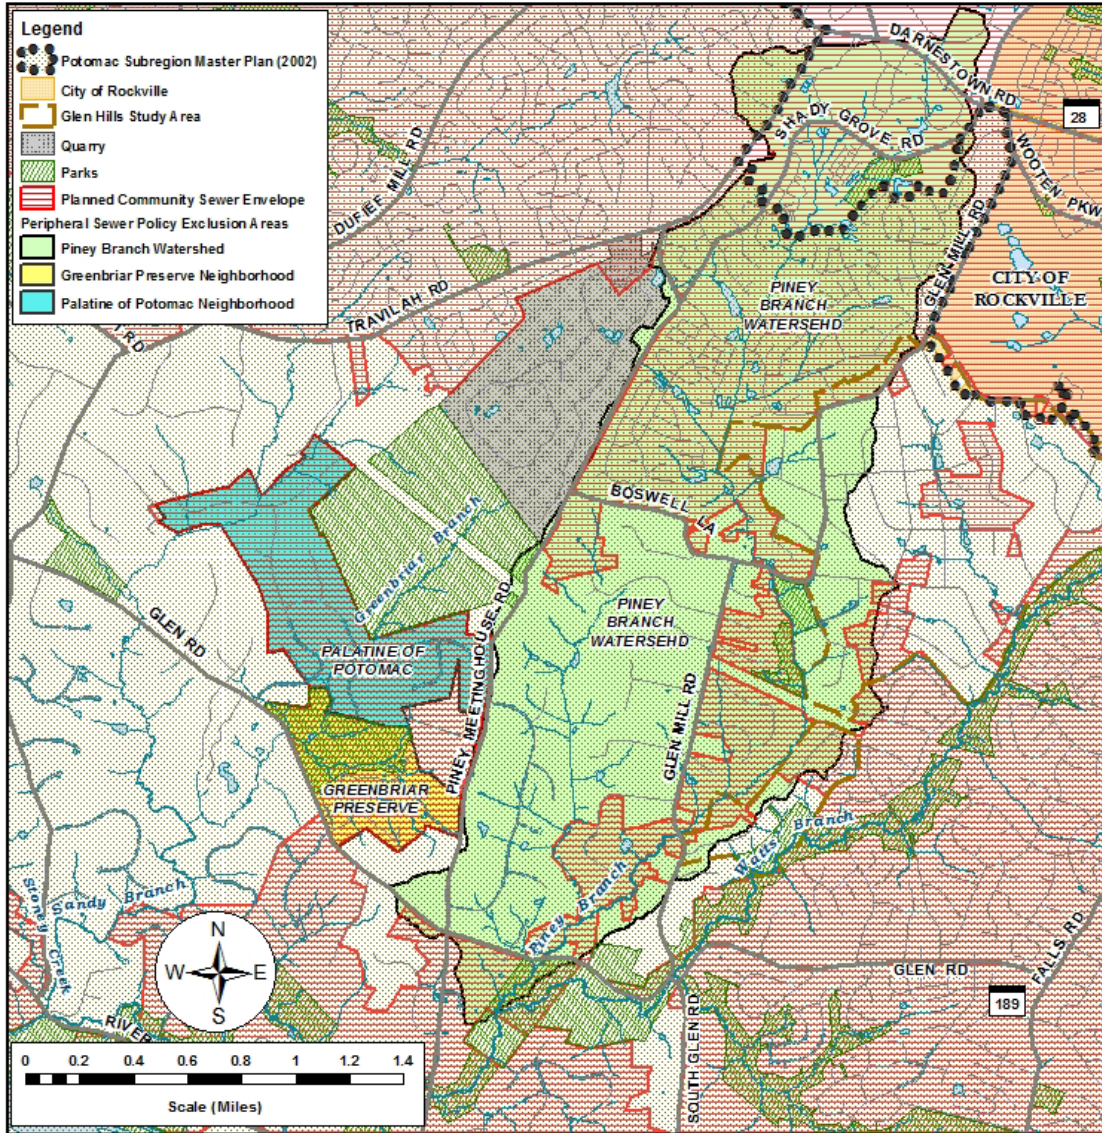 Legend
Potomac Subregion Master Plan (2002)
City of Rockville
Glen Hills Study Area
Quarry
Parks
Planned Community Sewer Envelope
Peripheral Sewer Policy Exclusion Areas
Piney Branch Watershed
Greenbriar Preserve Neighborhood
Palatine of Potomac Neighborhood
DARNESTOWN RD
28
SHADY GROVE RD
WOOTEN PKW
DUFIEF MILL RD
GLEN MILL RD
CITY OF
ROCKVILLE
PINEY
BRANCH
WATERSEHD
TRAVILAH RD
RD
BOSWELL LA
Greenbriar Branch
GLEN RD
PINEY
BRANCH
WATERSEHD
PALATINE OF
POTOMAC
PINEY MEETINGHOUSE RD
GLEN MILL RD
GREENBRIAR
PRESERVE
Watts Branch
Piney Branch
Sandy Branch
Stoney Creek
N
W
E
S
GLEN RD
FALLS RD
189
SOUTH GLEN RD
RIVER
0 0.2 0.4 0.6 0.8 1 1.2 1.4
Scale (Miles)